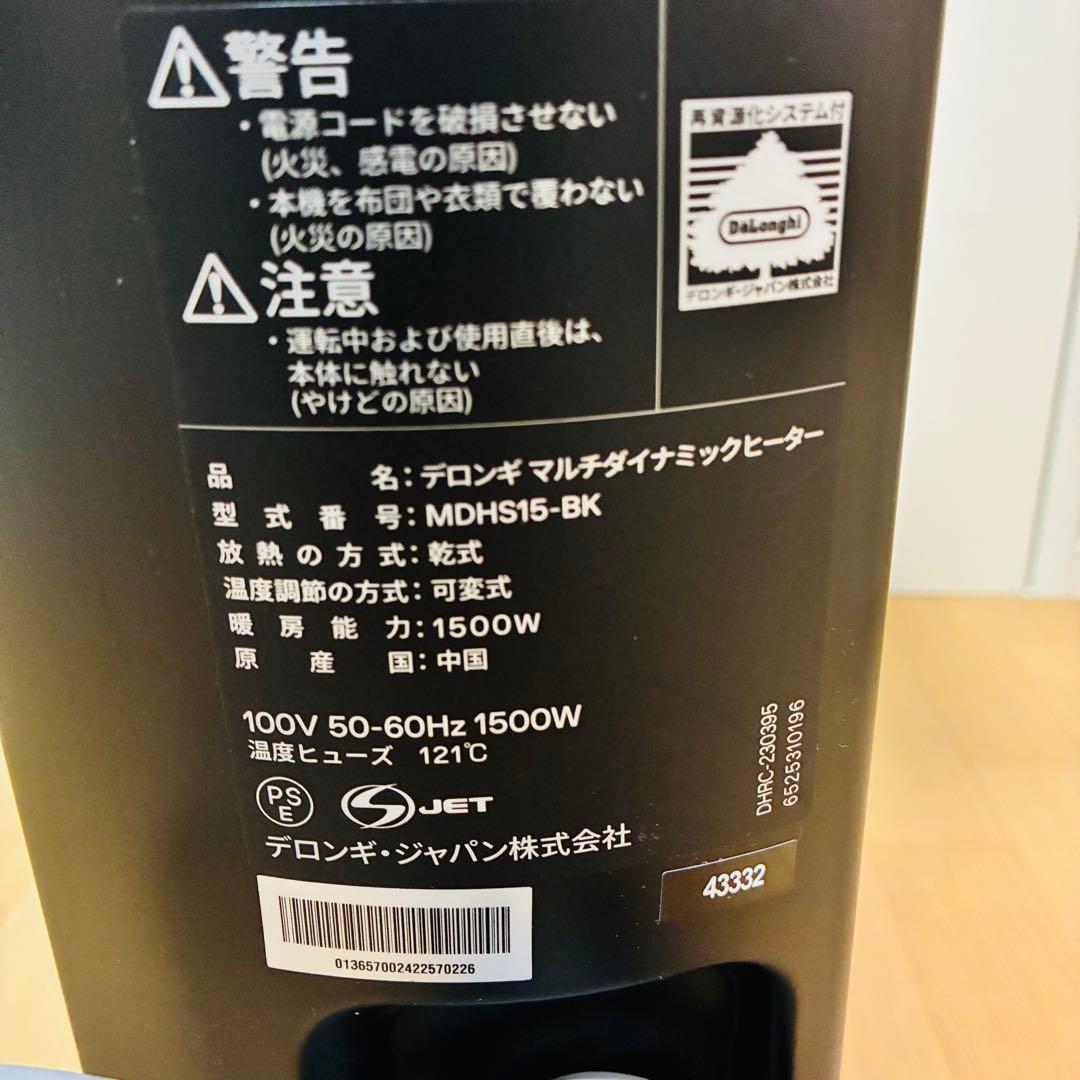 警告
・電源コードを破損させない
(火災、感電の原因)
・本機を布団や衣類で覆わない
(火災の原因)
注意
・運転中および使用直後は、
本体に触れない
(やけどの原因)
再資源化システム付
DeLonghi
デロンギ・ジャパン株式会社
品名：デロンギ マルチダイナミックヒーター
型式番号：MDHS15-BK
放熱の方式：乾式
温度調節の方式：可変式
暖房能力：1500W
原産国：中国
100V 50-60Hz 1500W
温度ヒューズ 121℃
PSE
JET
デロンギ・ジャパン株式会社
DHRC-230395
6525310196
43332
013657002422570226